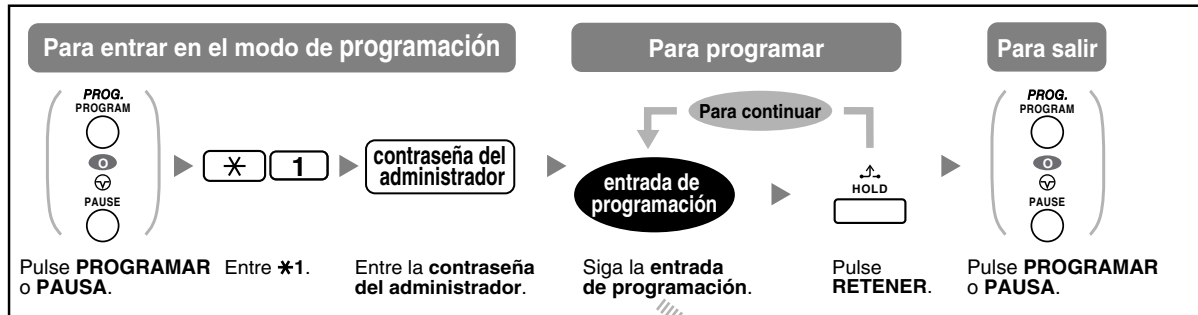 Para entrar en el modo de programación
Para programar
Para salir
PROG.
PROGRAM
O
PAUSE
✱
1
contraseña del
administrador
Para continuar
entrada de
programación
HOLD
PROG.
PROGRAM
O
PAUSE
Pulse PROGRAMAR
o PAUSA.
Entre ✱1.
Entre la contraseña
del administrador.
Siga la entrada
de programación.
Pulse
RETENER.
Pulse PROGRAMAR
o PAUSA.